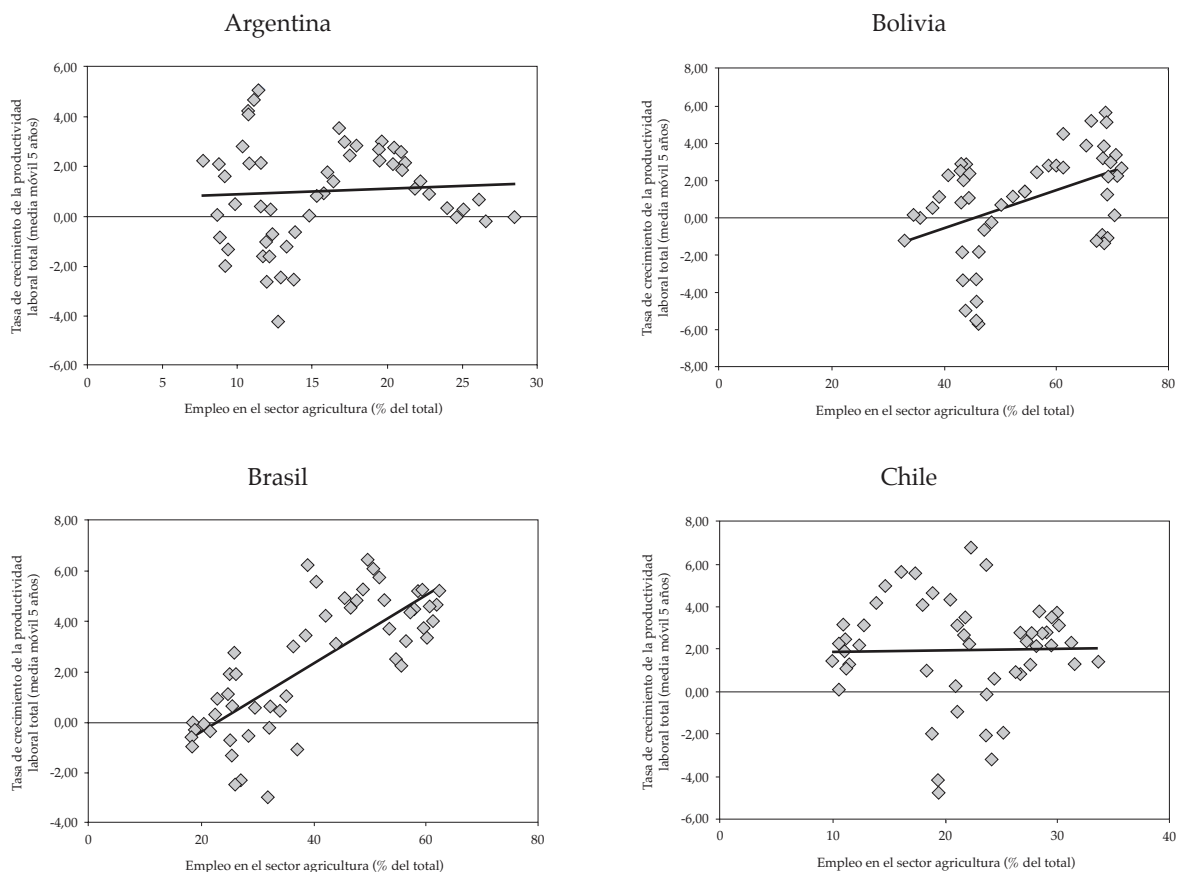 Argentina
Tasa de crecimiento de la productividad
laboral total (media móvil 5 años)
6,00
4,00
2,00
0,00
-2,00
-4,00
-6,00
0 5 10 15 20 25 30
Empleo en el sector agricultura (% del total)
Bolivia
Tasa de crecimiento de la productividad
laboral total (media móvil 5 años)
8,00
6,00
4,00
2,00
0,00
-2,00
-4,00
-6,00
-8,00
0 20 40 60 80
Empleo en el sector agricultura (% del total)
Brasil
Tasa de crecimiento de la productividad
laboral total (media móvil 5 años)
8,00
6,00
4,00
2,00
0,00
-2,00
-4,00
0 20 40 60 80
Empleo en el sector agricultura (% del total)
Chile
Tasa de crecimiento de la productividad
laboral total (media móvil 5 años)
8,00
6,00
4,00
2,00
0,00
-2,00
-4,00
-6,00
0 10 20 30 40
Empleo en el sector agricultura (% del total)